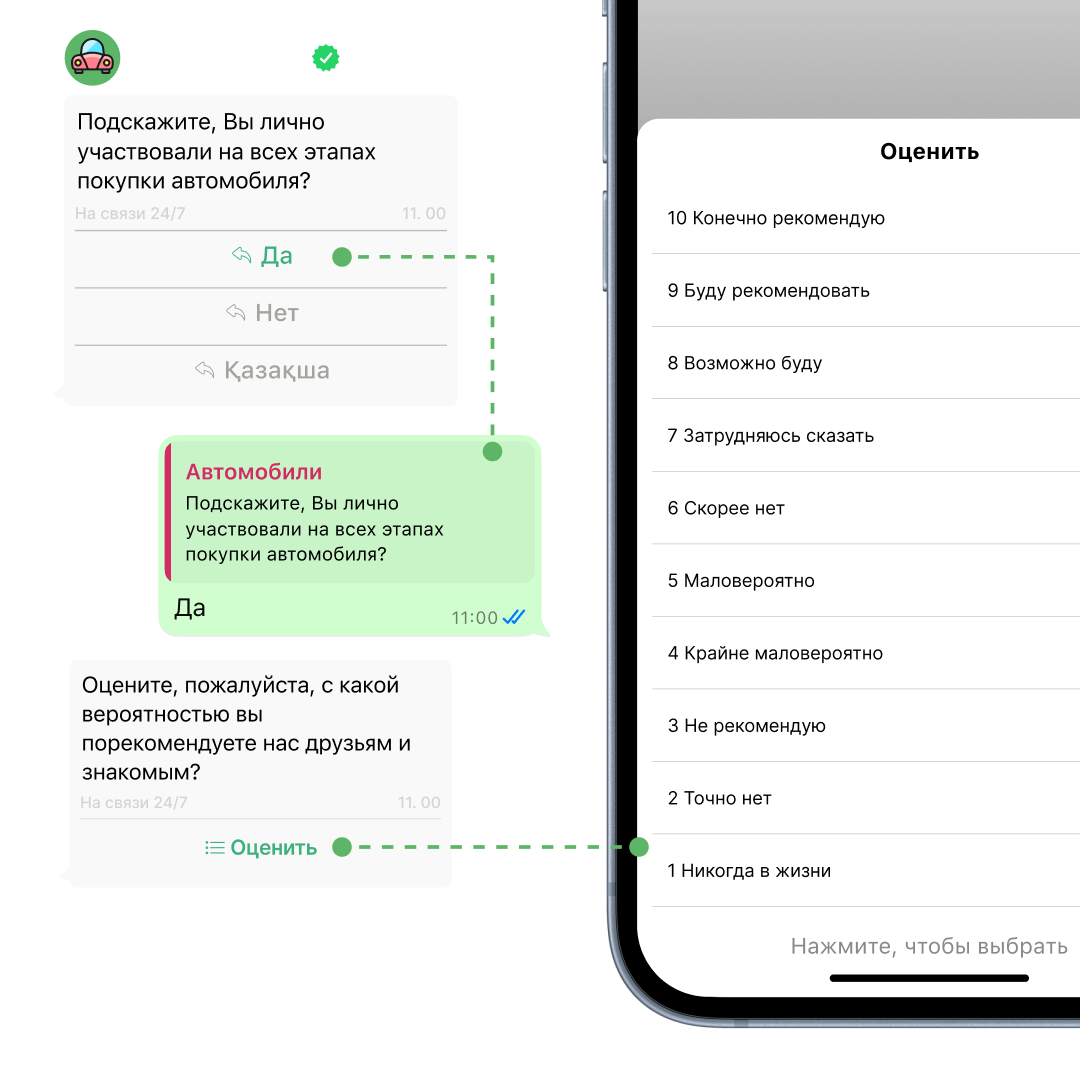 Подскажите, Вы лично
участвовали на всех этапах
покупки автомобиля?
На связи 24/7 11. 00
Да
Нет
Қазақша
Автомобили
Подскажите, Вы лично
участвовали на всех этапах
покупки автомобиля?
Да
11:00
Оцените, пожалуйста, с какой
вероятностью вы
порекомендуете нас друзьям и
знакомым?
На связи 24/7 11. 00
Оценить
Оценить
10 Конечно рекомендую
9 Буду рекомендовать
8 Возможно буду
7 Затрудняюсь сказать
6 Скорее нет
5 Маловероятно
4 Крайне маловероятно
3 Не рекомендую
2 Точно нет
1 Никогда в жизни
Нажмите, чтобы выбрать